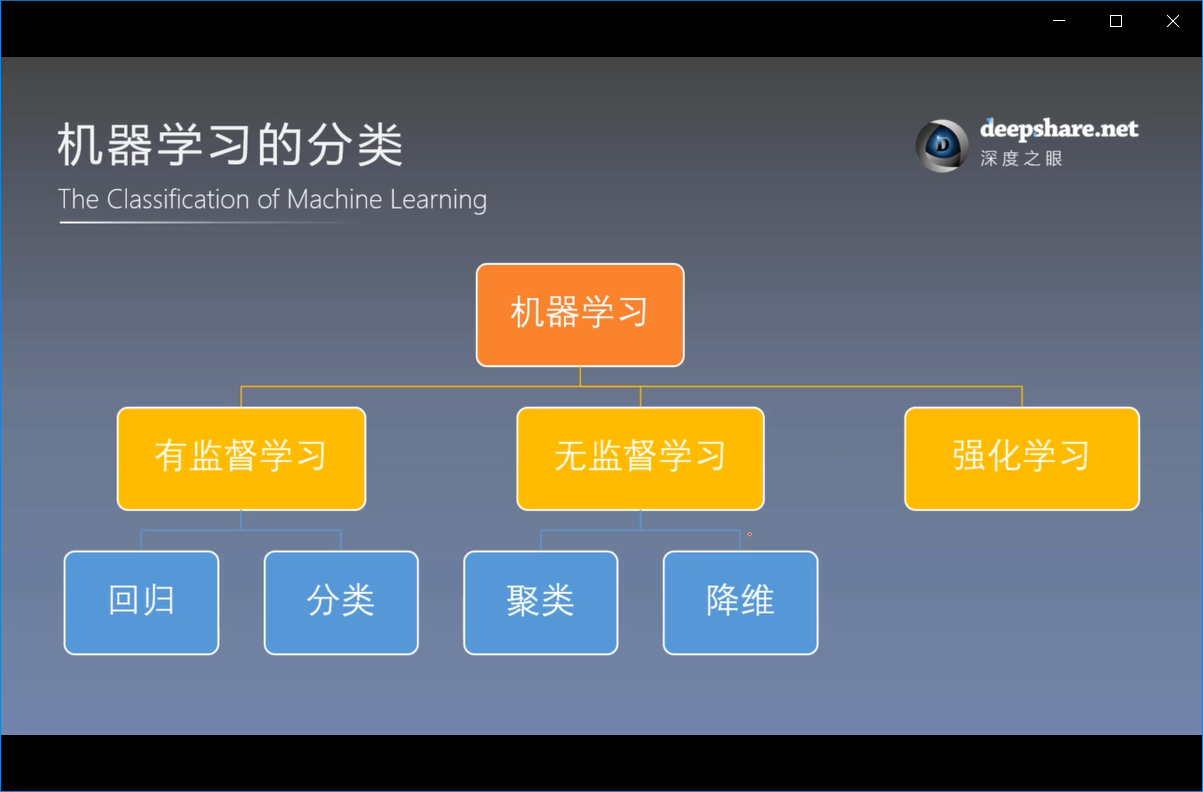 机器学习的分类
The Classification of Machine Learning
deepshare.net
深度之眼
机器学习
有监督学习
无监督学习
强化学习
回归
分类
聚类
降维